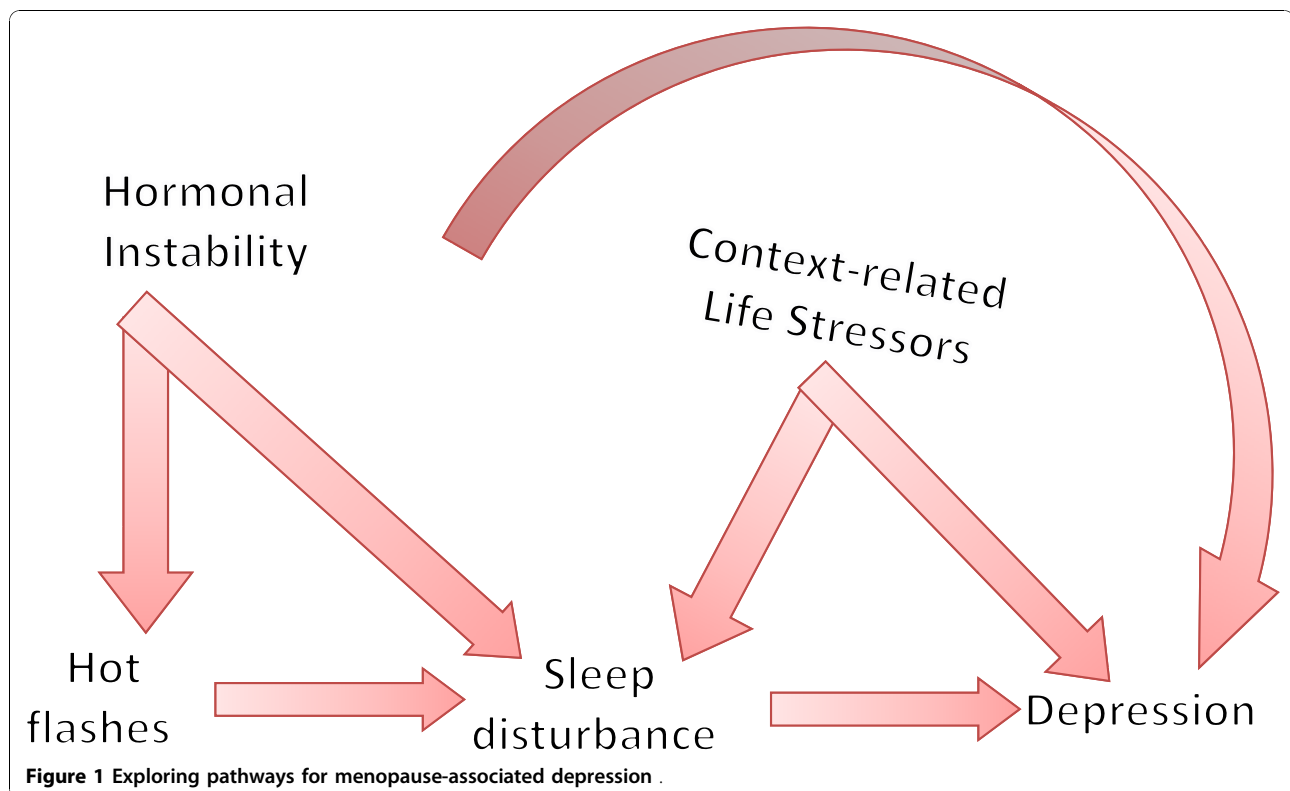 Hormonal
Instability
Context-related
Life Stressors
Hot
flashes
Sleep
disturbance
Depression
Figure 1 Exploring pathways for menopause-associated depression .